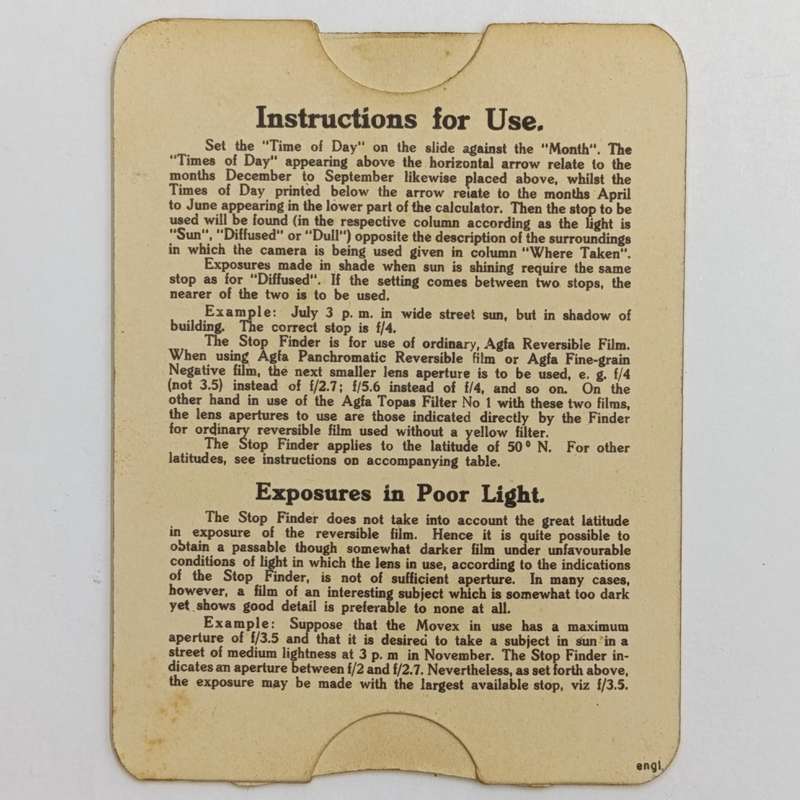 Instructions for Use.
Set the "Time of Day" on the slide against the "Month". The
"Times of Day" appearing above the horizontal arrow relate to the
months December to September likewise placed above, whilst the
Times of Day printed below the arrow relate to the months April
to June appearing in the lower part of the calculator. Then the stop to be
used will be found (in the respective column according as the light is
"Sun", "Diffused" or "Dull") opposite the description of the surroundings
in which the camera is being used given in column "Where Taken".
Exposures made in shade when sun is shining require the same
stop as for "Diffused". If the setting comes between two stops, the
nearer of the two is to be used.
Example: July 3 p. m. in wide street sun, but in shadow of
building. The correct stop is f/4.
The Stop Finder is for use of ordinary, Agfa Reversible Film.
When using Agfa Panchromatic Reversible film or Agfa Fine-grain
Negative film, the next smaller lens aperture is to be used, e. g. f/4
(not 3.5) instead of f/2.7; f/5.6 instead of f/4, and so on. On the
other hand in use of the Agfa Topas Filter No 1 with these two films,
the lens apertures to use are those indicated directly by the Finder
for ordinary reversible film used without a yellow filter.
The Stop Finder applies to the latitude of 50° N. For other
latitudes, see instructions on accompanying table.
Exposures in Poor Light.
The Stop Finder does not take into account the great latitude
in exposure of the reversible film. Hence it is quite possible to
obtain a passable though somewhat darker film under unfavourable
conditions of light in which the lens in use, according to the indications
of the Stop Finder, is not of sufficient aperture. In many cases,
however, a film of an interesting subject which is somewhat too dark
yet shows good detail is preferable to none at all.
Example: Suppose that the Movex in use has a maximum
aperture of f/3.5 and that it is desired to take a subject in sun in a
street of medium lightness at 3 p. m in November. The Stop Finder in-
dicates an aperture between f/2 and f/2.7. Nevertheless, as set forth above,
the exposure may be made with the largest available stop, viz f/3.5.
engl.